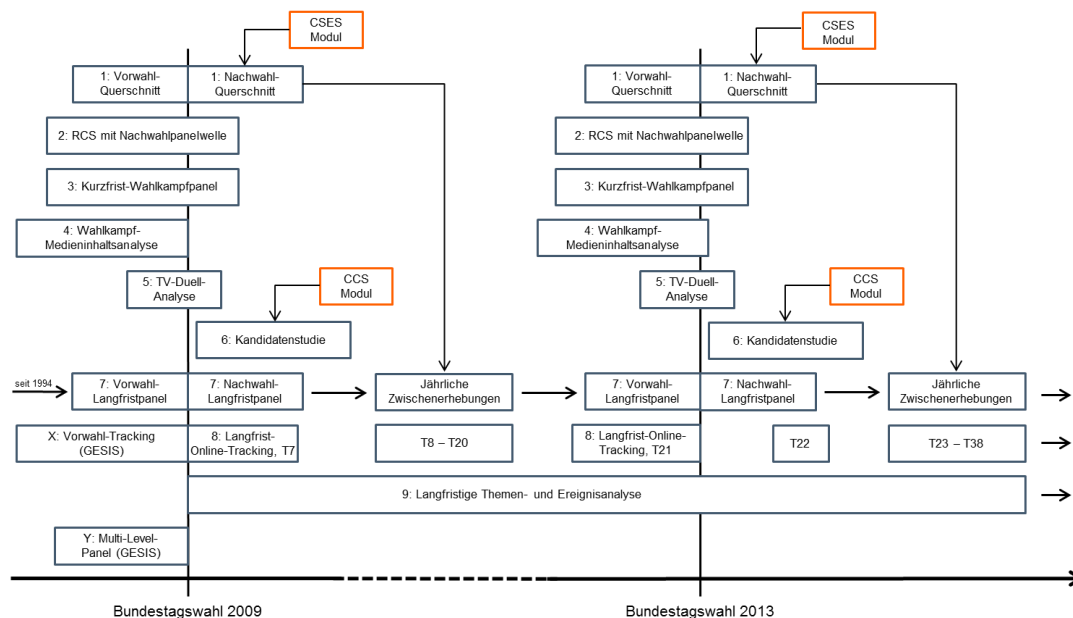 CSES
Modul
CSES
Modul
1: Vorwahl-
Querschnitt
1: Nachwahl-
Querschnitt
1: Vorwahl-
Querschnitt
1: Nachwahl-
Querschnitt
2: RCS mit Nachwahlpanelwelle
2: RCS mit Nachwahlpanelwelle
3: Kurzfrist-Wahlkampfpanel
3: Kurzfrist-Wahlkampfpanel
4: Wahlkampf-
Medieninhaltsanalyse
4: Wahlkampf-
Medieninhaltsanalyse
5: TV-Duell-
Analyse
CCS
Modul
5: TV-Duell-
Analyse
CCS
Modul
6: Kandidatenstudie
6: Kandidatenstudie
seit 1994
7: Vorwahl-
Langfristpanel
7: Nachwahl-
Langfristpanel
Jährliche
Zwischenerhebungen
7: Vorwahl-
Langfristpanel
7: Nachwahl-
Langfristpanel
Jährliche
Zwischenerhebungen
X: Vorwahl-Tracking
(GESIS)
8: Langfrist-
Online-Tracking, T7
T8 – T20
8: Langfrist-Online-
Tracking, T21
T22
T23 – T38
9: Langfristige Themen- und Ereignisanalyse
Y: Multi-Level-
Panel (GESIS)
Bundestagswahl 2009
Bundestagswahl 2013